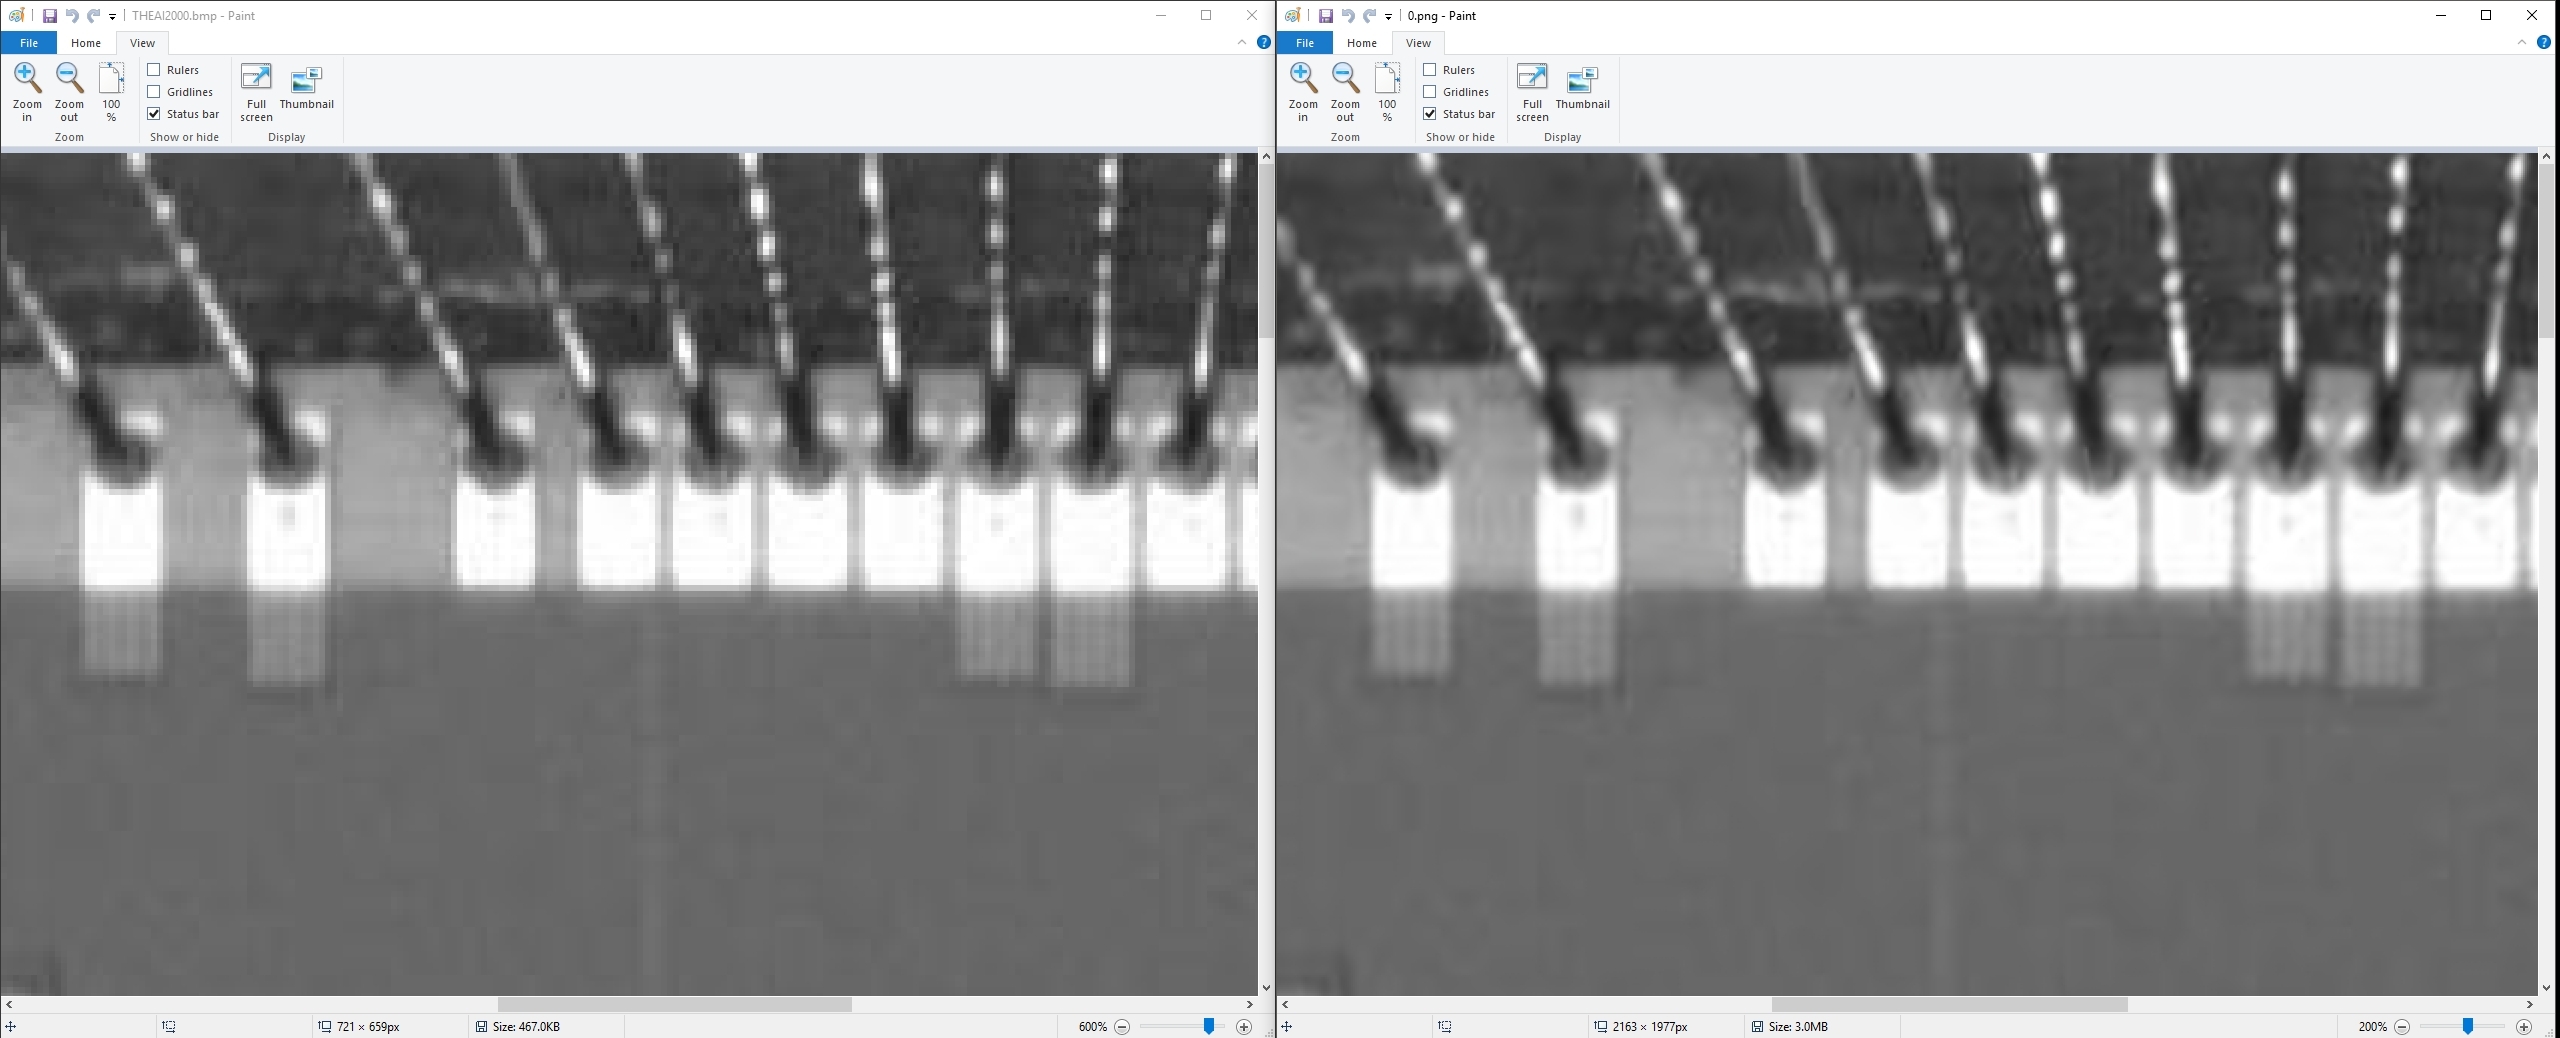 THEAI2000.bmp - Paint
File Home View
Zoom in
Zoom out
100 %
Rulers
Gridlines
Status bar
Full screen
Thumbnail
Zoom
Show or hide
Display
721 × 659px
Size: 467.0KB
600%
0.png - Paint
File Home View
Zoom in
Zoom out
100 %
Rulers
Gridlines
Status bar
Full screen
Thumbnail
Zoom
Show or hide
Display
2163 × 1977px
Size: 3.0MB
200%